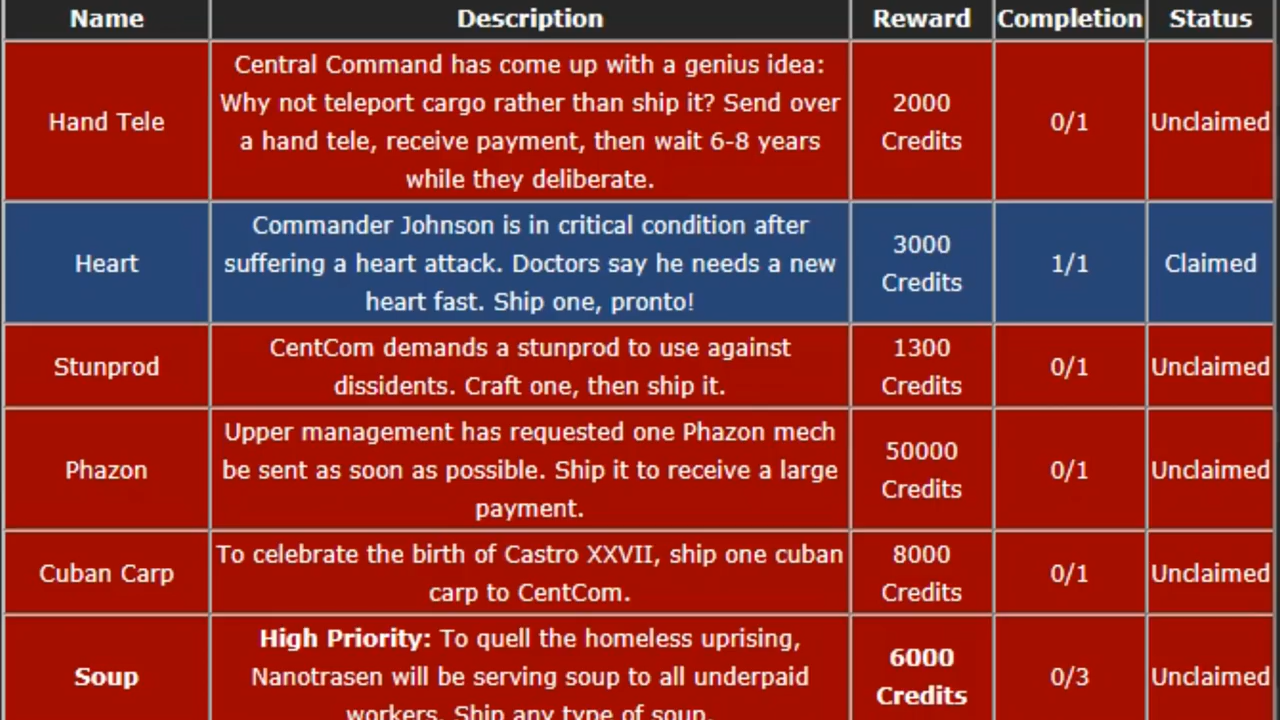 Name Description Reward Completion Status
Hand Tele
Central Command has come up with a genius idea:
Why not teleport cargo rather than ship it? Send over
a hand tele, receive payment, then wait 6-8 years
while they deliberate.
2000
Credits
0/1
Unclaimed
Heart
Commander Johnson is in critical condition after
suffering a heart attack. Doctors say he needs a new
heart fast. Ship one, pronto!
3000
Credits
1/1
Claimed
Stunprod
CentCom demands a stunprod to use against
dissidents. Craft one, then ship it.
1300
Credits
0/1
Unclaimed
Phazon
Upper management has requested one Phazon mech
be sent as soon as possible. Ship it to receive a large
payment.
50000
Credits
0/1
Unclaimed
Cuban Carp
To celebrate the birth of Castro XXVII, ship one cuban
carp to CentCom.
8000
Credits
0/1
Unclaimed
Soup
High Priority: To quell the homeless uprising,
Nanotrasen will be serving soup to all underpaid
workers. Ship any type of soup.
6000
Credits
0/3
Unclaimed